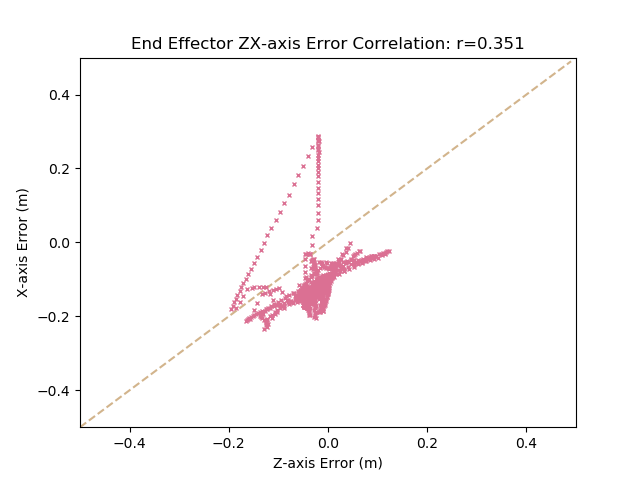 End Effector ZX-axis Error Correlation: r=0.351
0.4
0.2
0.0
−0.2
−0.4
X-axis Error (m)
−0.4 −0.2 0.0 0.2 0.4
Z-axis Error (m)